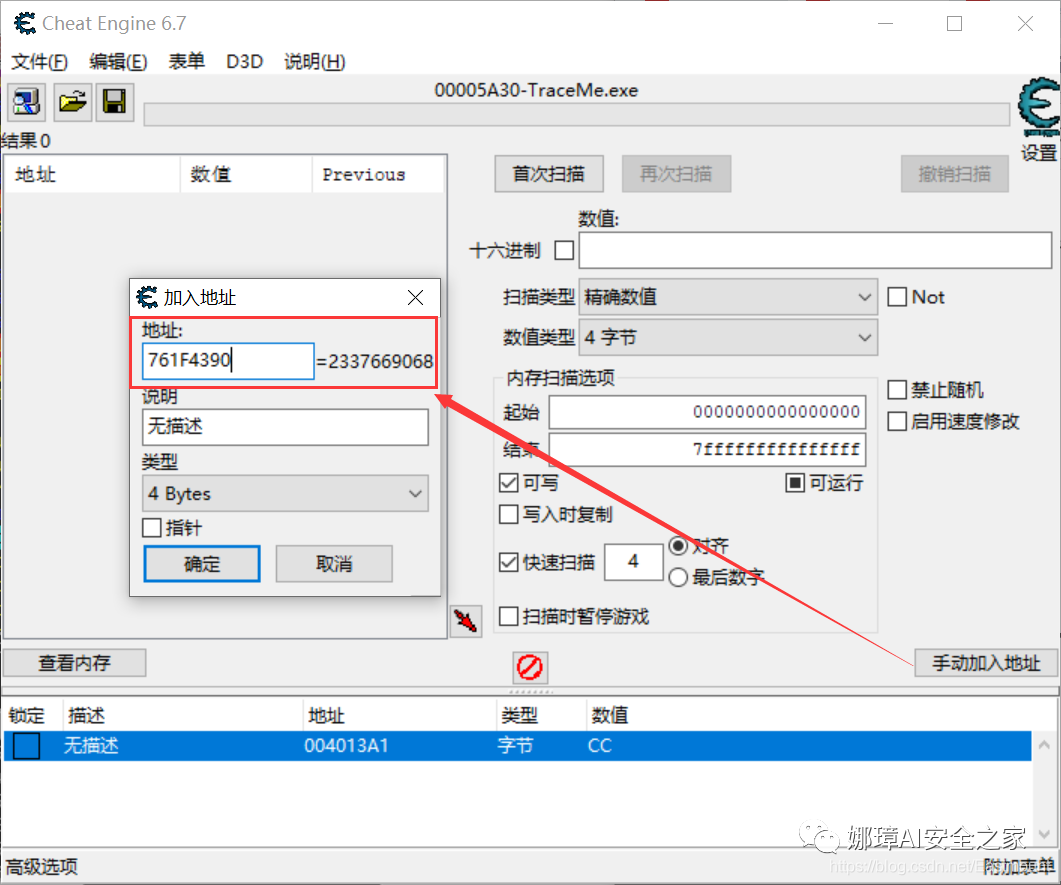 Cheat Engine 6.7
文件(F) 编辑(E) 表单 D3D 说明(H)
00005A30-TraceMe.exe
设置
结果 0
地址 数值 Previous
首次扫描 再次扫描 撤销扫描
数值:
十六进制
扫描类型 精确数值 Not
数值类型 4 字节
内存扫描选项
起始 0000000000000000
结束 7fffffffffffffff
禁止随机
启用速度修改
可写 可运行
写入时复制
快速扫描 4 对齐
最后数字
扫描时暂停游戏
加入地址
地址:
761F4390 =2337669068
说明
无描述
类型
4 Bytes
指针
确定 取消
查看内存 手动加入地址
锁定 描述 地址 类型 数值
无描述 004013A1 字节 CC
娜璋AI安全之家
https://blog.csdn.net/
高级选项 附加表单